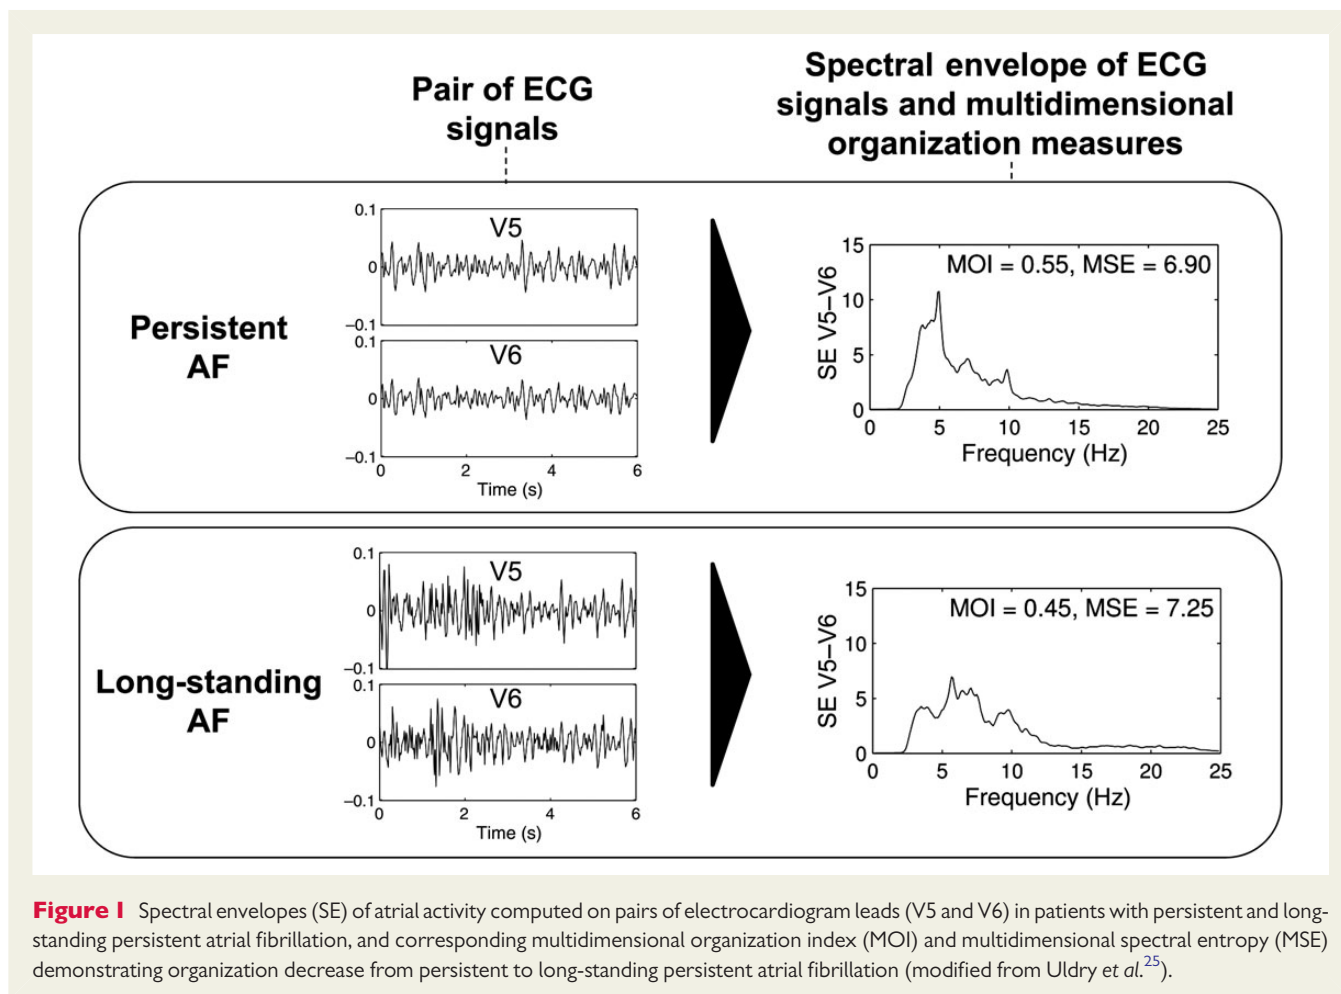 Pair of ECG
signals
Spectral envelope of ECG
signals and multidimensional
organization measures
Persistent
AF
0.1
V5
0
–0.1
0.1
V6
0
–0.1
0 2 4 6
Time (s)
15
MOI = 0.55, MSE = 6.90
10
5
0
SE V5–V6
0 5 10 15 20 25
Frequency (Hz)
Long-standing
AF
0.1
V5
0
–0.1
0.1
V6
0
–0.1
0 2 4 6
Time (s)
15
MOI = 0.45, MSE = 7.25
10
5
0
SE V5–V6
0 5 10 15 20 25
Frequency (Hz)
Figure 1 Spectral envelopes (SE) of atrial activity computed on pairs of electrocardiogram leads (V5 and V6) in patients with persistent and long-
standing persistent atrial fibrillation, and corresponding multidimensional organization index (MOI) and multidimensional spectral entropy (MSE)
demonstrating organization decrease from persistent to long-standing persistent atrial fibrillation (modified from Uldry et al.25).